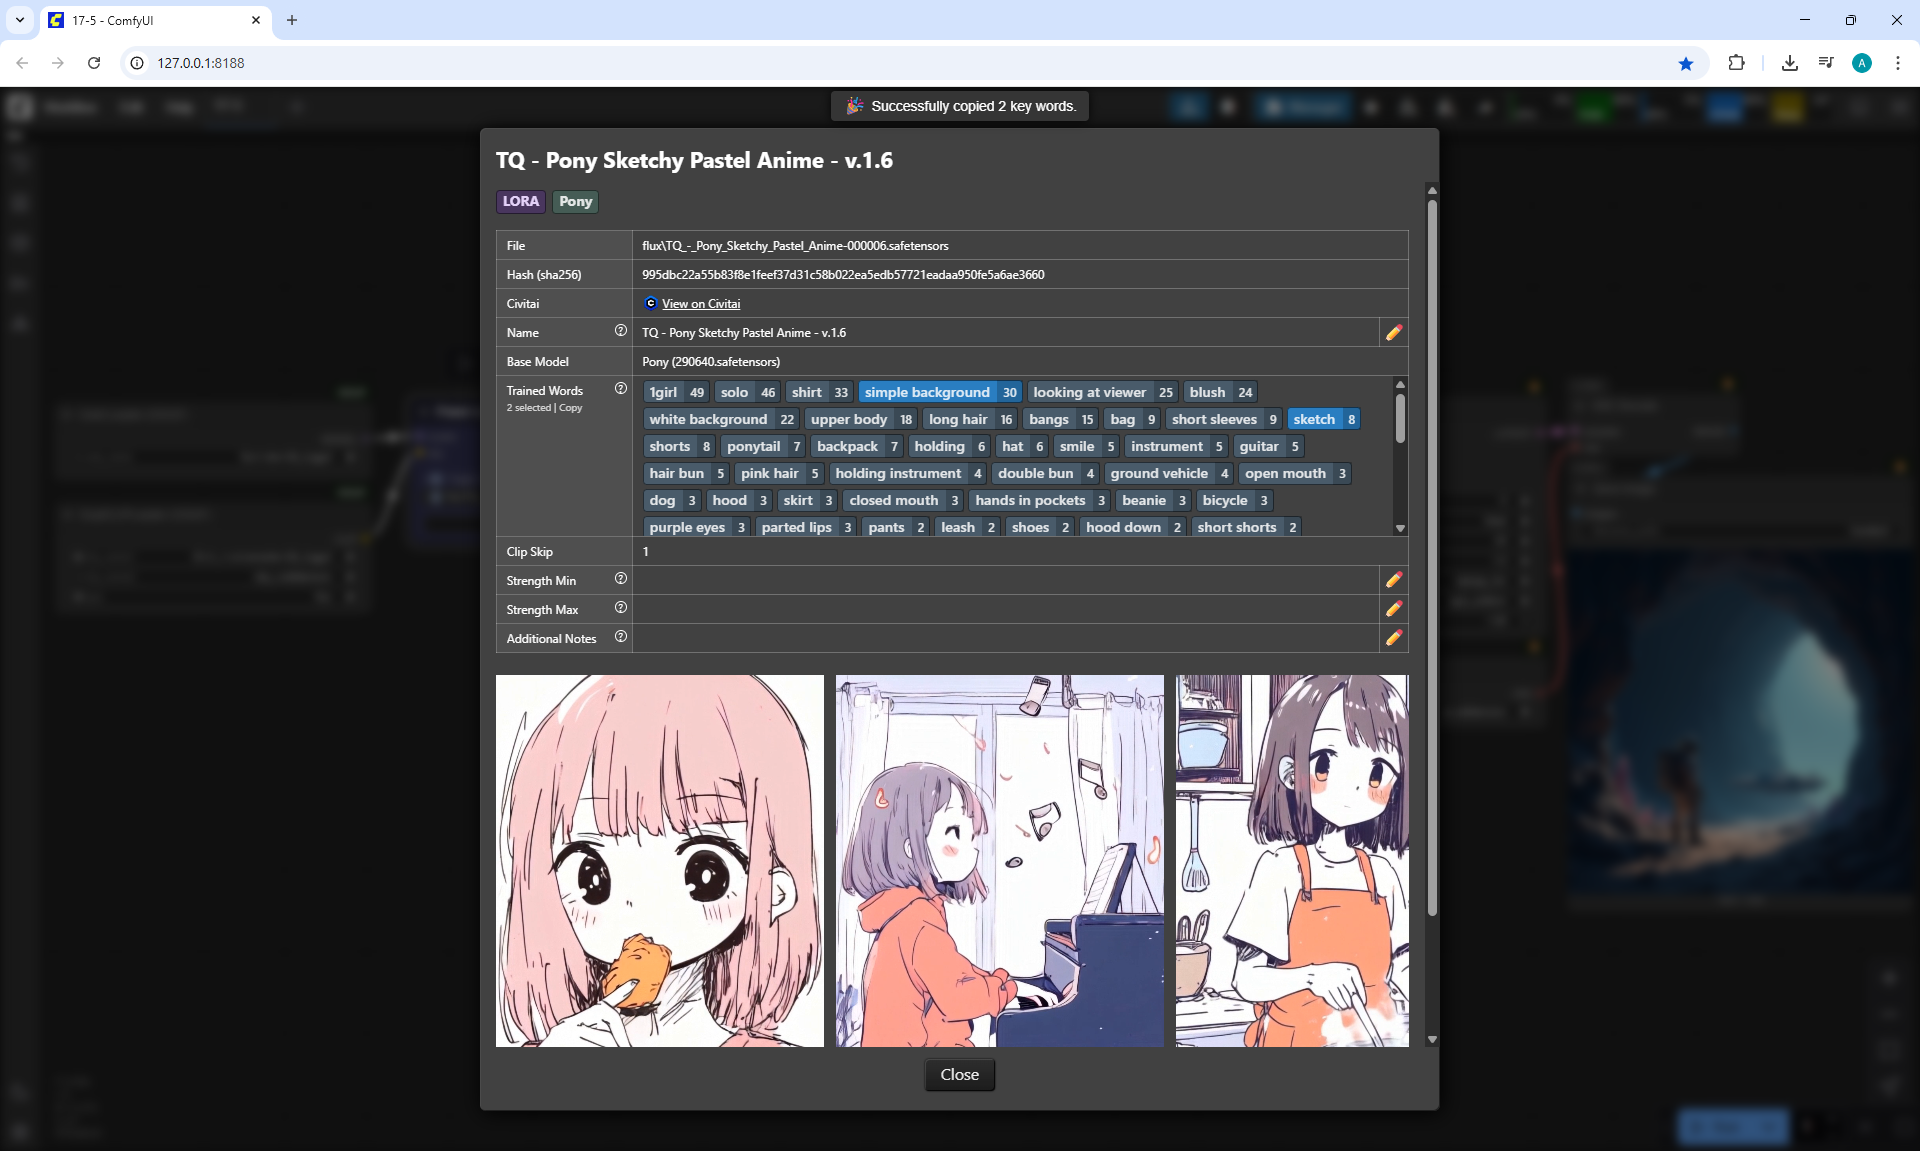 17-5 - ComfyUI
127.0.0.1:8188
A
Successfully copied 2 key words.
TQ - Pony Sketchy Pastel Anime - v.1.6
LORA Pony
File flux\TQ_-_Pony_Sketchy_Pastel_Anime-000006.safetensors
Hash (sha256) 995dbc22a55b83f8e1feef37d31c58b022ea5edb57721eadaa950fe5a6ae3660
Civitai View on Civitai
Name TQ - Pony Sketchy Pastel Anime - v.1.6
Base Model Pony (290640.safetensors)
Trained Words
2 selected | Copy
1girl 49 solo 46 shirt 33 simple background 30 looking at viewer 25 blush 24
white background 22 upper body 18 long hair 16 bangs 15 bag 9 short sleeves 9 sketch 8
shorts 8 ponytail 7 backpack 7 holding 6 hat 6 smile 5 instrument 5 guitar 5
hair bun 5 pink hair 5 holding instrument 4 double bun 4 ground vehicle 4 open mouth 3
dog 3 hood 3 skirt 3 closed mouth 3 hands in pockets 3 beanie 3 bicycle 3
purple eyes 3 parted lips 3 pants 2 leash 2 shoes 2 hood down 2 short shorts 2
Clip Skip 1
Strength Min
Strength Max
Additional Notes
Close